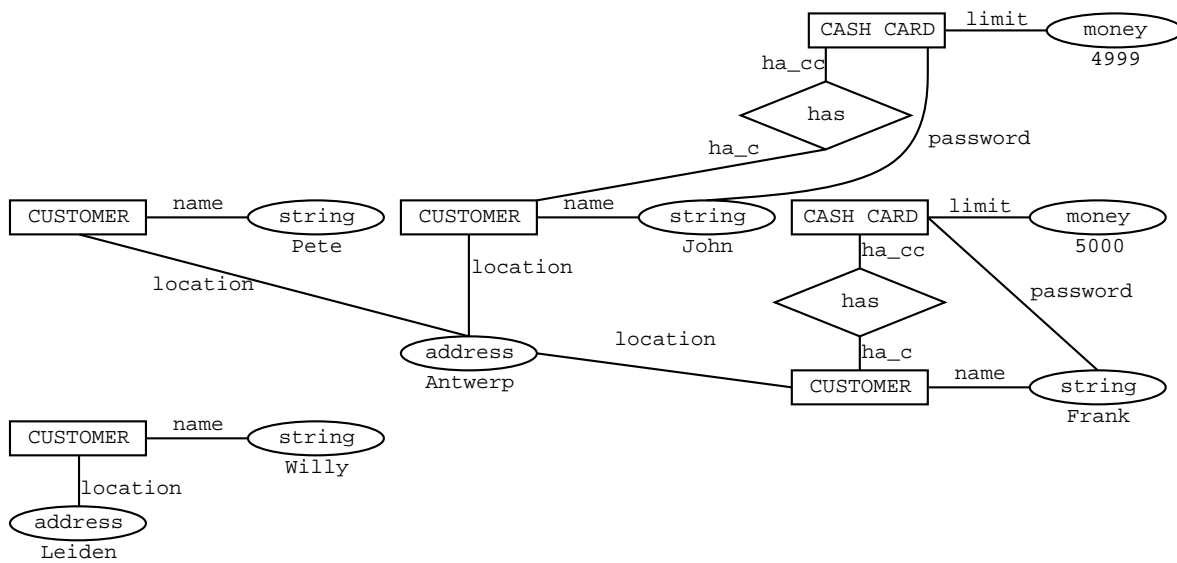 CASH CARD limit money
4999
ha_cc
has
ha_c password
CUSTOMER name string
Pete
CUSTOMER name string
John
CASH CARD limit money
5000
location
location
ha_cc
has
password
location
address
Antwerp
ha_c
CUSTOMER name string
Frank
CUSTOMER name string
Willy
location
address
Leiden